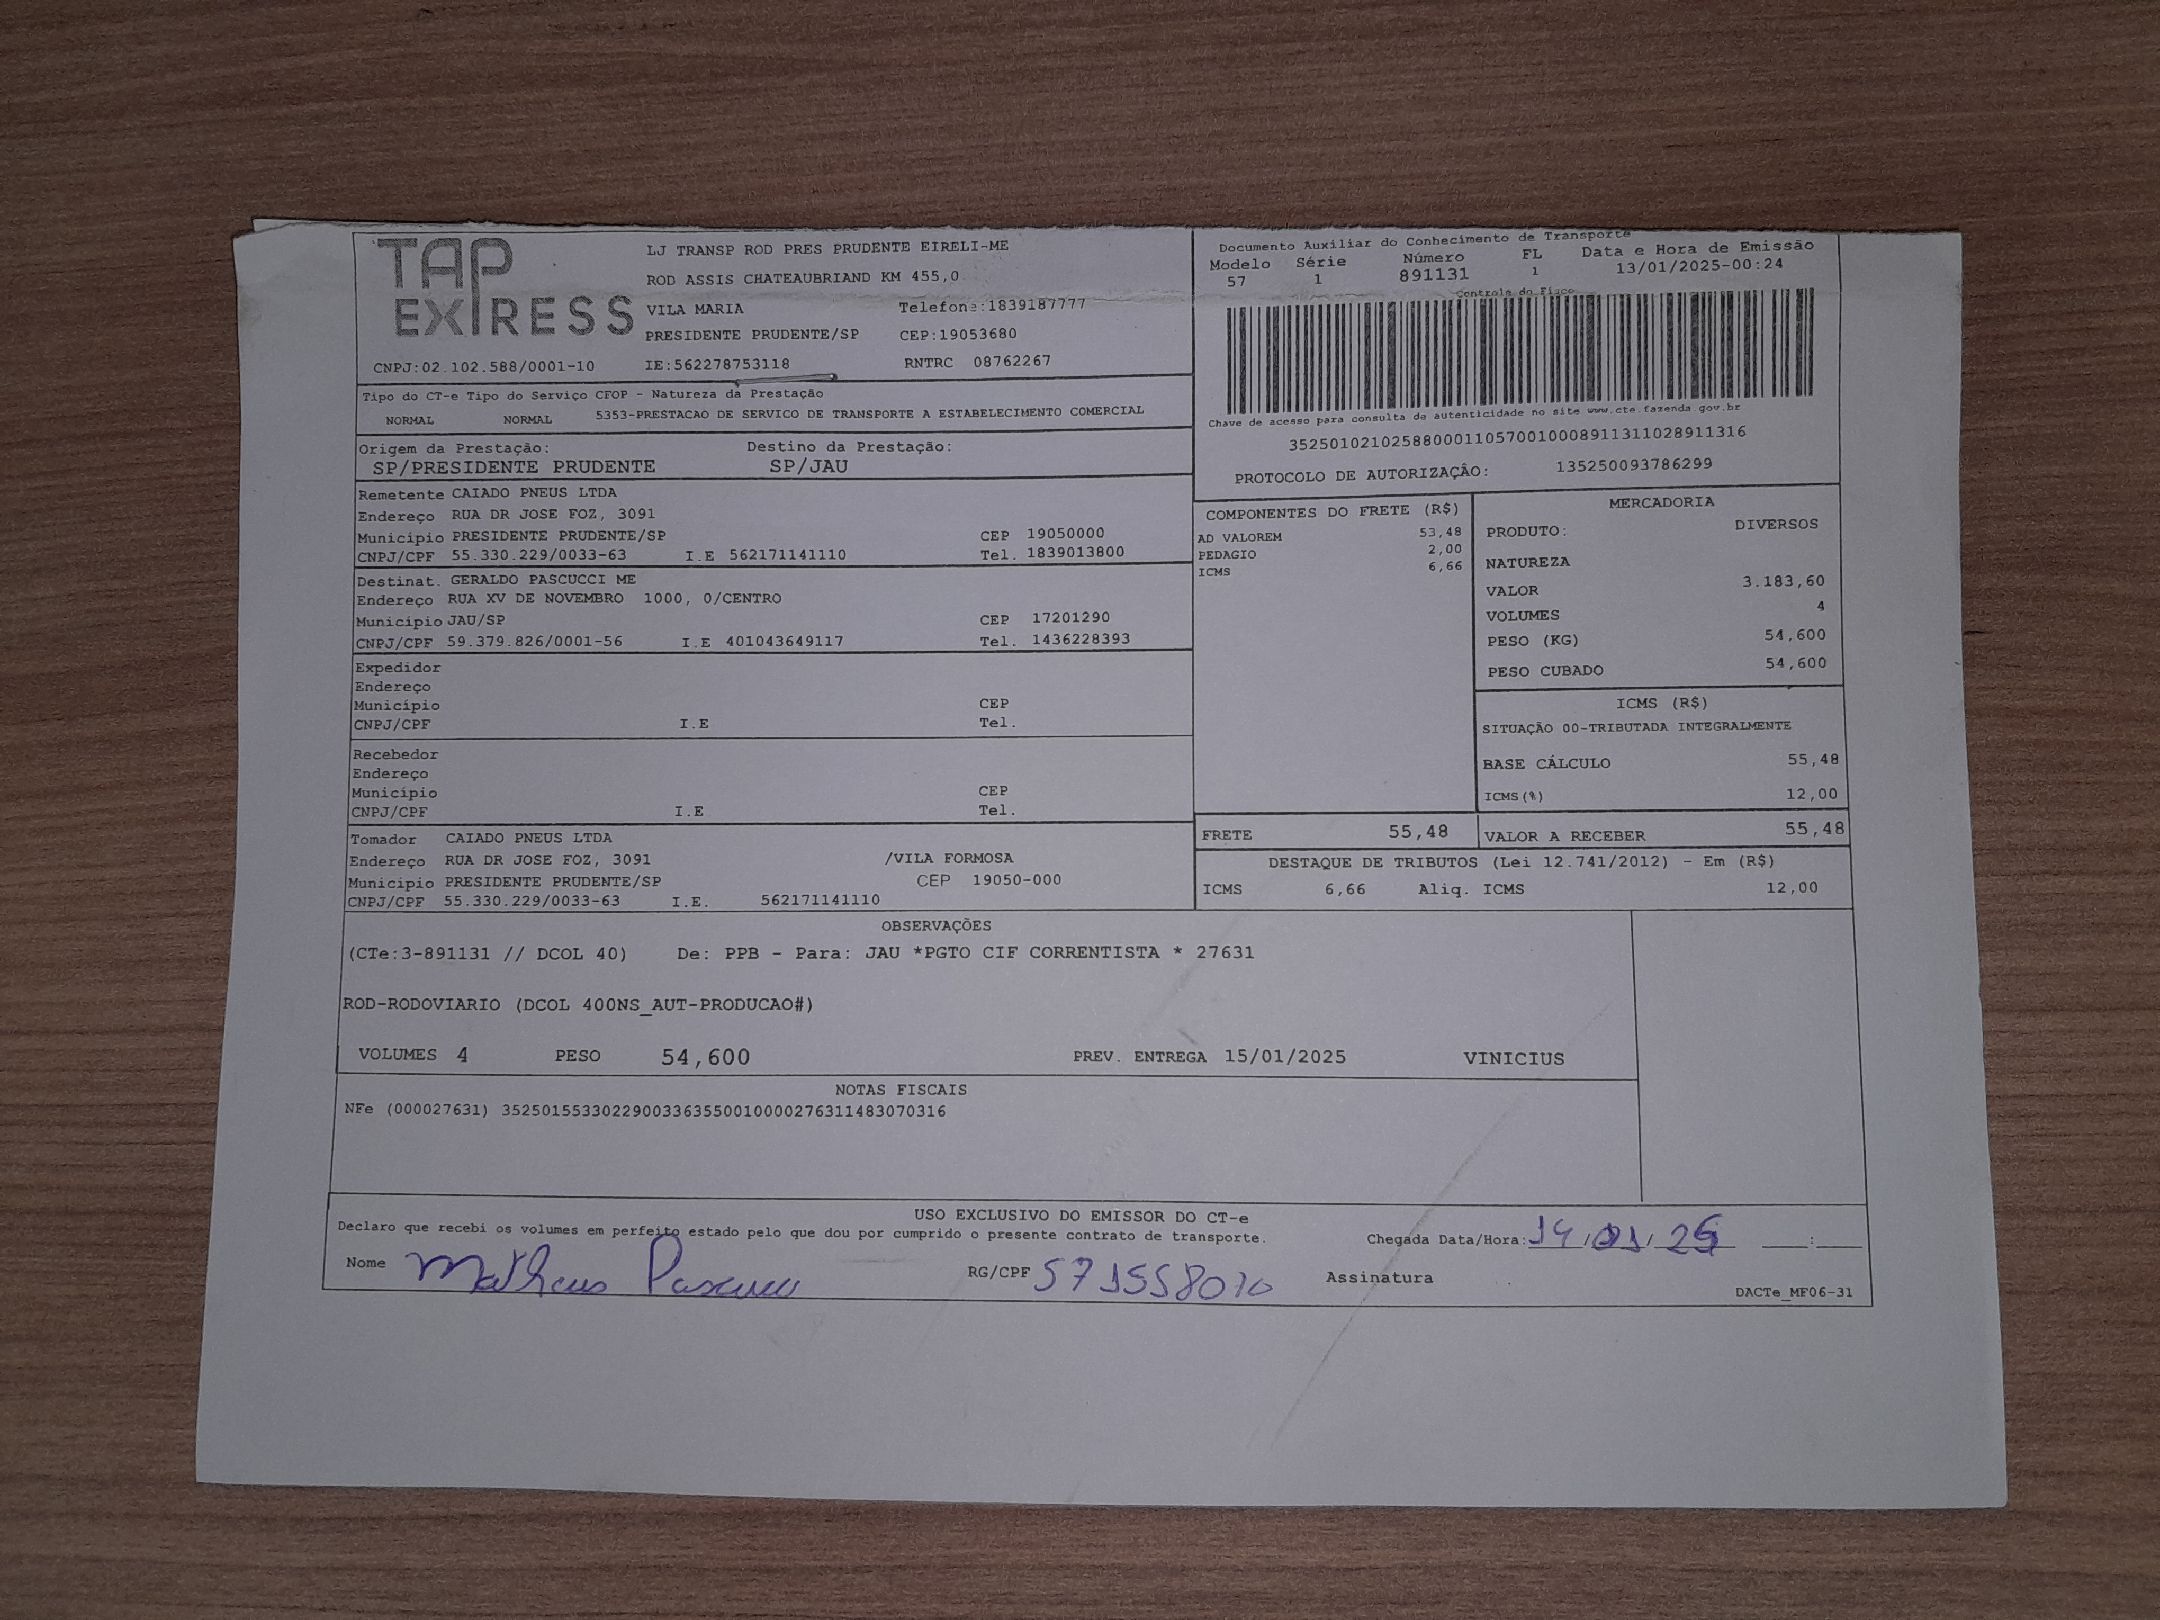 TAP
EXPRESS
LJ TRANSP ROD PRES PRUDENTE EIRELI-ME
ROD ASSIS CHATEAUBRIAND KM 455,0
VILA MARIA Telefone:1839187777
PRESIDENTE PRUDENTE/SP CEP:19053680
CNPJ:02.102.588/0001-10 IE:562278753118 RNTRC 08762267
Documento Auxiliar do Conhecimento de Transporte
Modelo Série Número FL Data e Hora de Emissão
57 1 891131 1 13/01/2025-00:24
Controle do Fisco
Chave de acesso para consulta de autenticidade no site www.cte.fazenda.gov.br
35250102102588000110570010008911311028911316
PROTOCOLO DE AUTORIZAÇÂO: 135250093786299
Tipo do CT-e Tipo do Serviço CFOP - Natureza da Prestação
NORMAL NORMAL 5353-PRESTACAO DE SERVICO DE TRANSPORTE A ESTABELECIMENTO COMERCIAL
Origem da Prestação: Destino da Prestação:
SP/PRESIDENTE PRUDENTE SP/JAU
Remetente CAIADO PNEUS LTDA
Endereço RUA DR JOSE FOZ, 3091
Município PRESIDENTE PRUDENTE/SP CEP 19050000
CNPJ/CPF 55.330.229/0033-63 I.E 562171141110 Tel. 1839013800
Destinat. GERALDO PASCUCCI ME
Endereço RUA XV DE NOVEMBRO 1000, 0/CENTRO
Município JAU/SP CEP 17201290
CNPJ/CPF 59.379.826/0001-56 I.E 401043649117 Tel. 1436228393
Expedidor
Endereço
Município CEP
CNPJ/CPF I.E Tel.
Recebedor
Endereço
Município CEP
CNPJ/CPF I.E Tel.
Tomador CAIADO PNEUS LTDA
Endereço RUA DR JOSE FOZ, 3091 /VILA FORMOSA
Municipio PRESIDENTE PRUDENTE/SP CEP 19050-000
CNPJ/CPF 55.330.229/0033-63 I.E. 562171141110
COMPONENTES DO FRETE (R$)
AD VALOREM 53,48
PEDAGIO 2,00
ICMS 6,66
MERCADORIA
PRODUTO: DIVERSOS
NATUREZA
VALOR 3.183,60
VOLUMES 4
PESO (KG) 54,600
PESO CUBADO 54,600
ICMS (R$)
SITUAÇÃO 00-TRIBUTADA INTEGRALMENTE
BASE CÁLCULO 55,48
ICMS(%) 12,00
FRETE 55,48 VALOR A RECEBER 55,48
DESTAQUE DE TRIBUTOS (Lei 12.741/2012) - Em (R$)
ICMS 6,66 Aliq. ICMS 12,00
OBSERVAÇÕES
(CTe:3-891131 // DCOL 40) De: PPB - Para: JAU *PGTO CIF CORRENTISTA * 27631
ROD-RODOVIARIO (DCOL 400NS_AUT-PRODUCAO#)
VOLUMES 4 PESO 54,600 PREV. ENTREGA 15/01/2025 VINICIUS
NOTAS FISCAIS
NFe (000027631) 35250155330229003363550010000276311483070316
USO EXCLUSIVO DO EMISSOR DO CT-e
Declaro que recebi os volumes em perfeito estado pelo que dou por cumprido o presente contrato de transporte.
Chegada Data/Hora: 14/01/25 __:__
Nome Matheus Pascucci RG/CPF 571558010 Assinatura
DACTe_MF06-31